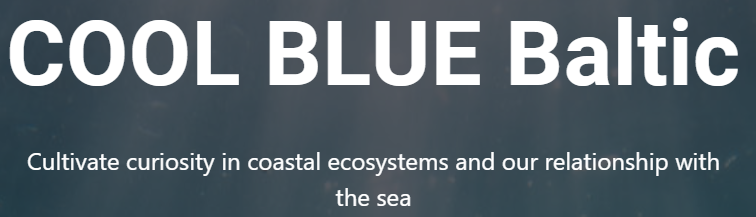 COOL BLUE Baltic
Cultivate curiosity in coastal ecosystems and our relationship with
the sea